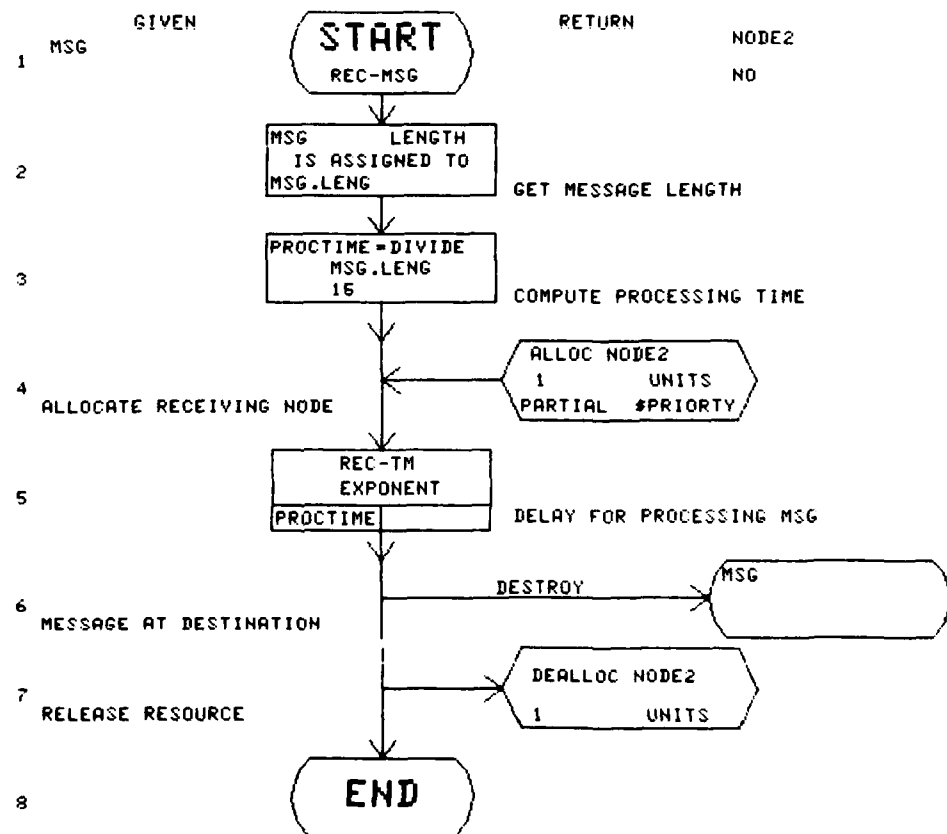 GIVEN
RETURN
1
MSG
START
REC-MSG
NODE2
NO
2
MSG LENGTH
IS ASSIGNED TO
MSG.LENG
GET MESSAGE LENGTH
3
PROCTIME=DIVIDE
MSG.LENG
15
COMPUTE PROCESSING TIME
4
ALLOC NODE2
1 UNITS
PARTIAL #PRIORTY
ALLOCATE RECEIVING NODE
5
REC-TM
EXPONENT
PROCTIME
DELAY FOR PROCESSING MSG
6
DESTROY
MSG
MESSAGE AT DESTINATION
7
DEALLOC NODE2
1 UNITS
RELEASE RESOURCE
8
END